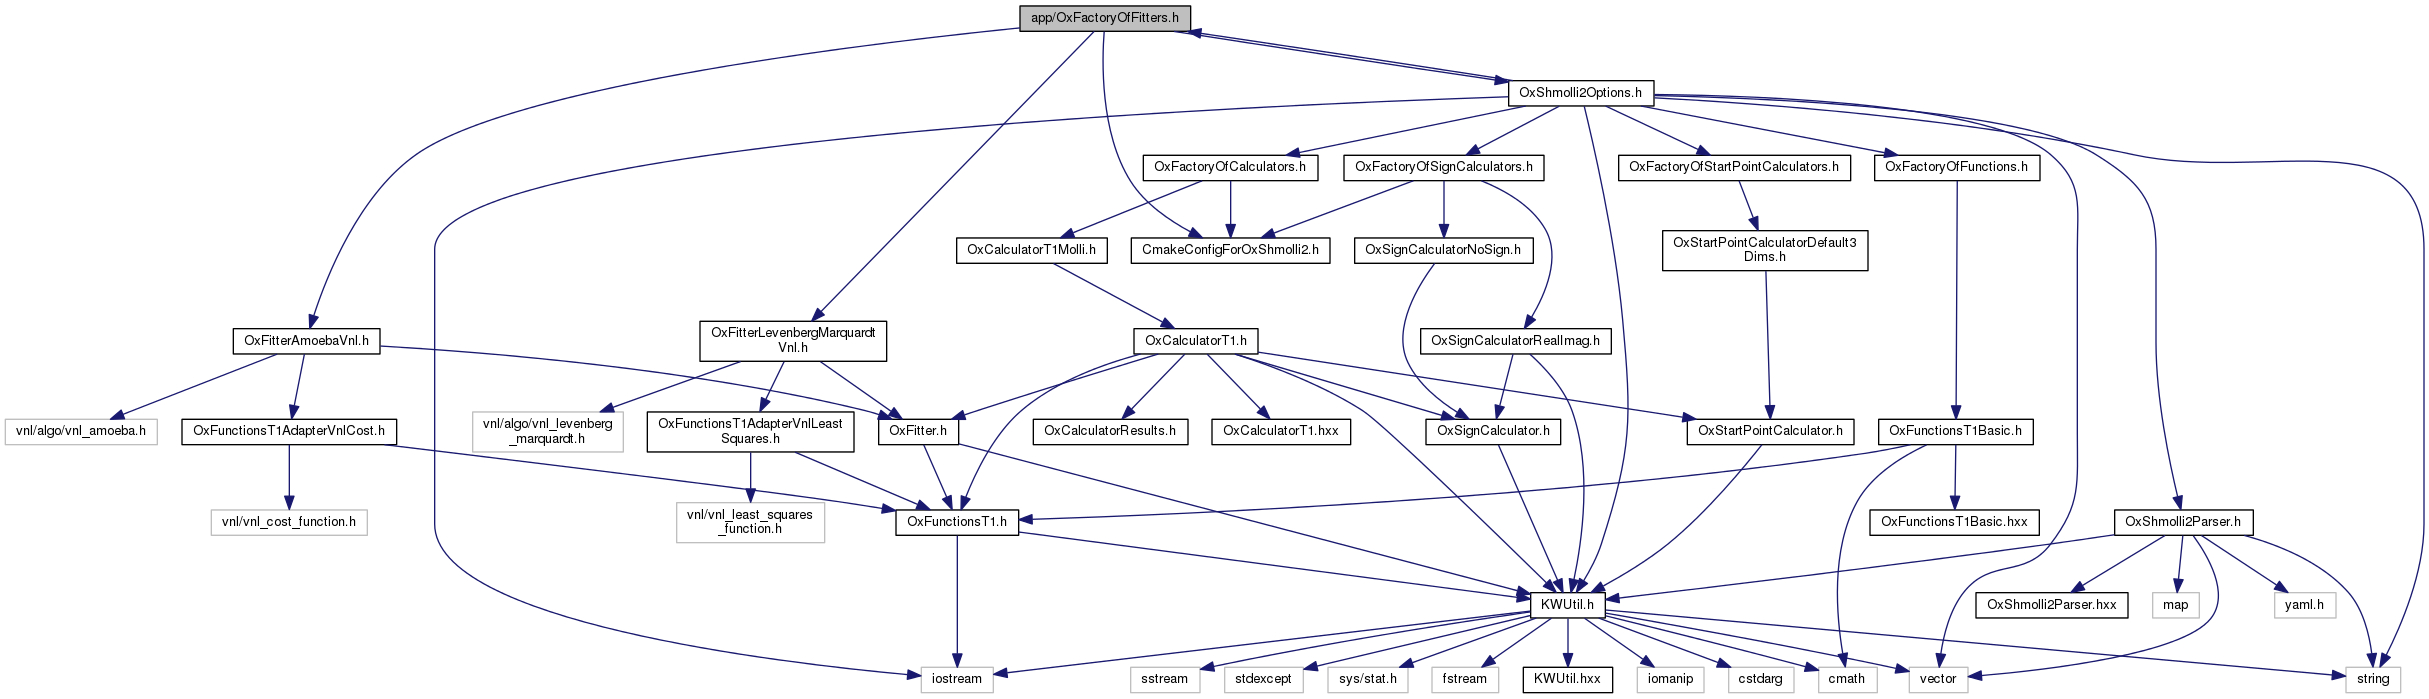 app/OxFactoryOfFitters.h
OxShmolli2Options.h
OxFactoryOfCalculators.h
OxFactoryOfSignCalculators.h
OxFactoryOfStartPointCalculators.h
OxFactoryOfFunctions.h
OxCalculatorT1Molli.h
CmakeConfigForOxShmolli2.h
OxSignCalculatorNoSign.h
OxStartPointCalculatorDefault3
Dims.h
OxFitterAmoebaVnl.h
OxFitterLevenbergMarquardt
Vnl.h
OxCalculatorT1.h
OxSignCalculatorRealImag.h
vnl/algo/vnl_amoeba.h
OxFunctionsT1AdapterVnlCost.h
vnl/algo/vnl_levenberg
_marquardt.h
OxFunctionsT1AdapterVnlLeast
Squares.h
OxFitter.h
OxCalculatorResults.h
OxCalculatorT1.hxx
OxSignCalculator.h
OxStartPointCalculator.h
OxFunctionsT1Basic.h
vnl/vnl_cost_function.h
vnl/vnl_least_squares
_function.h
OxFunctionsT1.h
OxFunctionsT1Basic.hxx
OxShmolli2Parser.h
KWUtil.h
OxShmolli2Parser.hxx
map
yaml.h
iostream
sstream
stdexcept
sys/stat.h
fstream
KWUtil.hxx
iomanip
cstdarg
cmath
vector
string